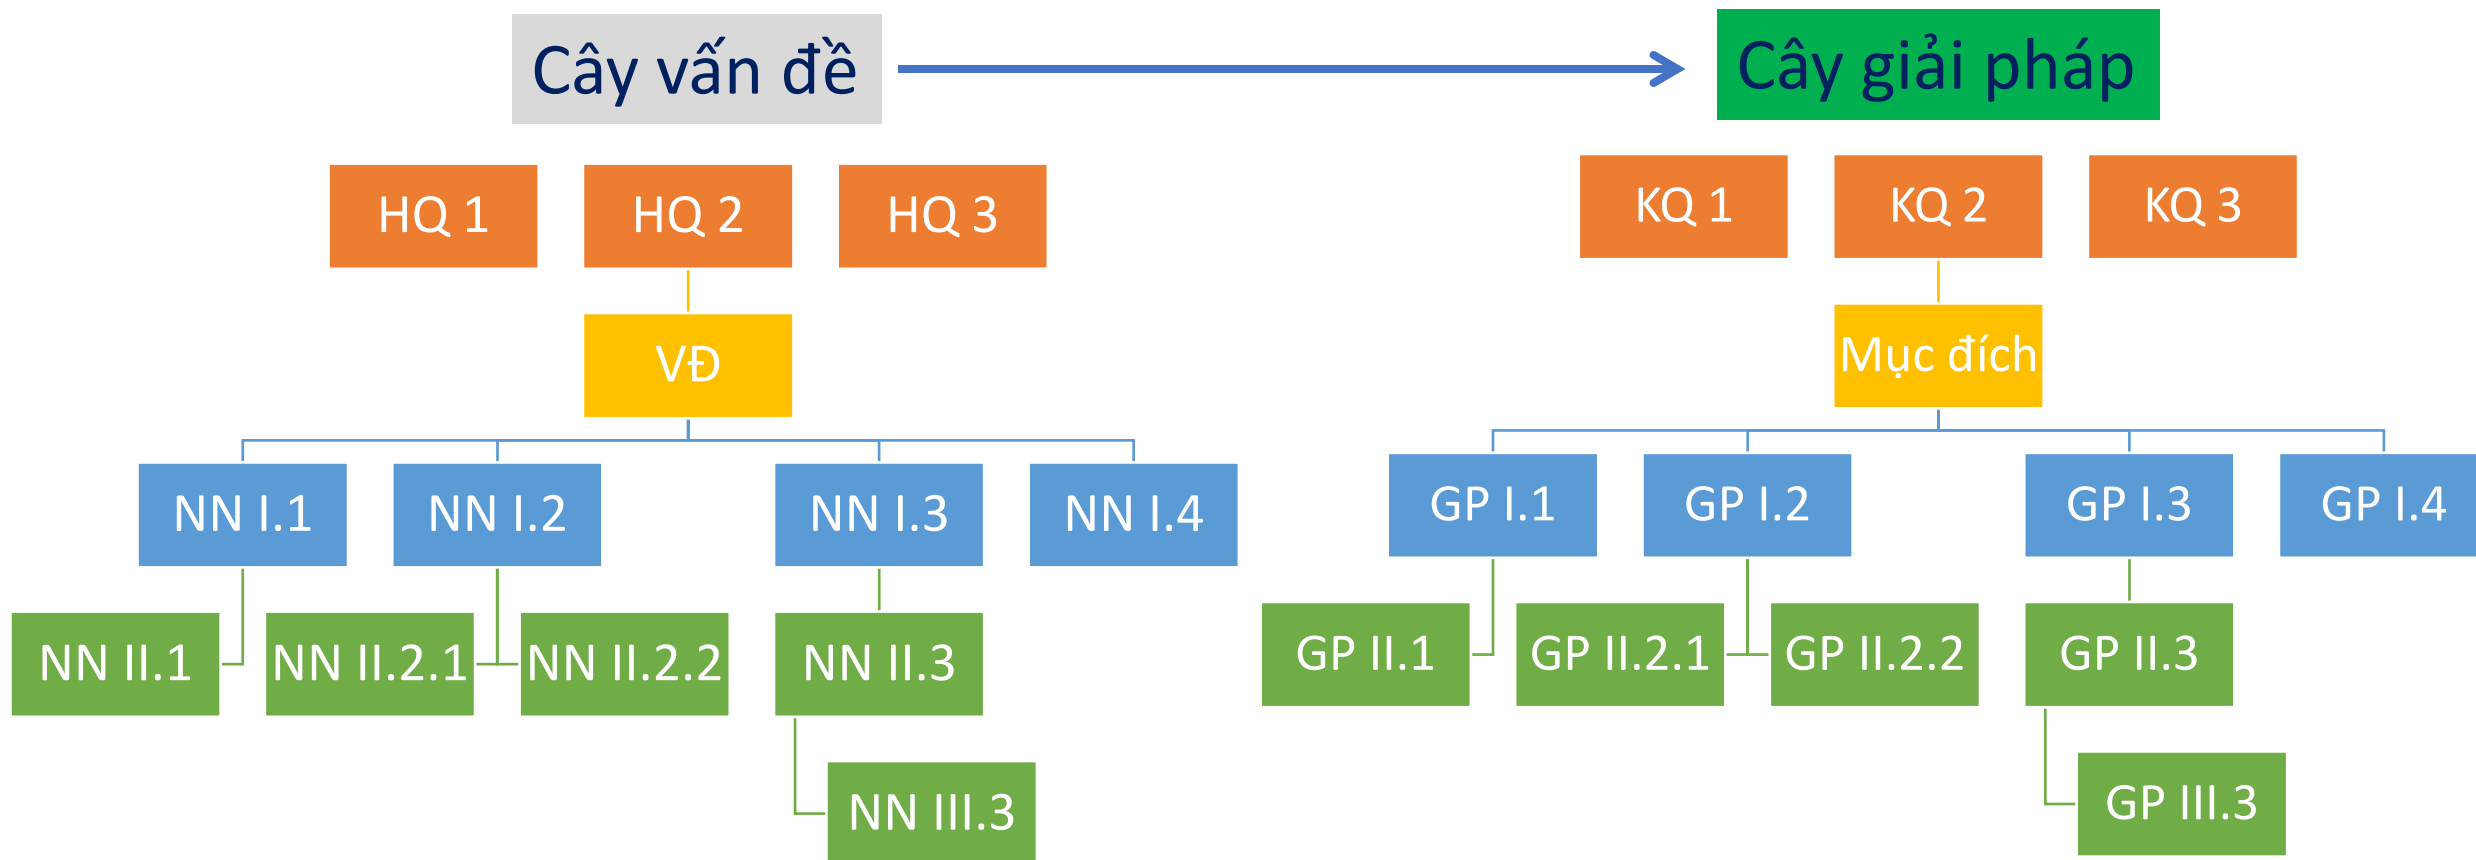 Cây vấn đề
HQ 1
HQ 2
HQ 3
VĐ
NN I.1
NN I.2
NN I.3
NN I.4
NN II.1
NN II.2.1
NN II.2.2
NN II.3
NN III.3
Cây giải pháp
KQ 1
KQ 2
KQ 3
Mục đích
GP I.1
GP I.2
GP I.3
GP I.4
GP II.1
GP II.2.1
GP II.2.2
GP II.3
GP III.3